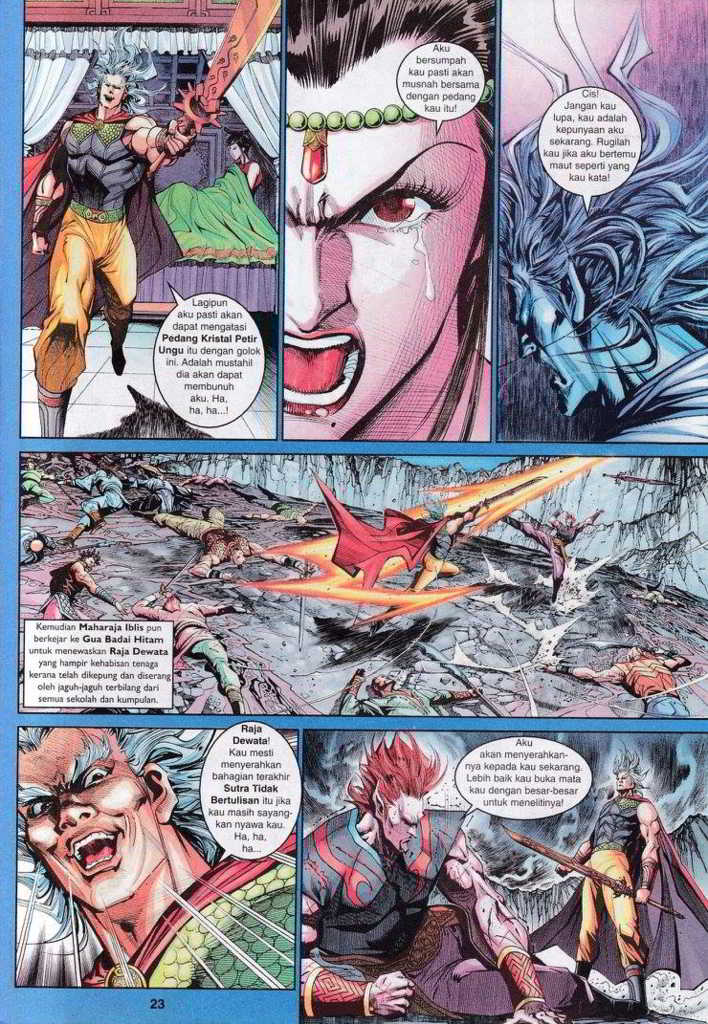 Lagipun
aku pasti akan
dapat mengatasi
Pedang Kristal Petir
Ungu itu dengan golok
ini. Adalah mustahil
dia akan dapat
membunuh
aku. Ha,
ha, ha...!
Aku
bersumpah
kau pasti akan
musnah bersama
dengan pedang
kau itu!
Cis!
Jangan kau
lupa, kau adalah
kepunyaan aku
sekarang. Rugilah
kau jika aku bertemu
maut seperti yang
kau kata!
Kemudian Maharaja Iblis pun
berkejar ke Gua Badai Hitam
untuk menewaskan Raja Dewata
yang hampir kehabisan tenaga
kerana telah dikepung dan diserang
oleh jaguh-jaguh terbilang dari
semua sekolah dan kumpulan.
Raja
Dewata!
Kau mesti
menyerahkan
bahagian terakhir
Sutra Tidak
Bertulisan itu jika
kau masih sayang-
kan nyawa kau.
Ha, ha,
ha...
Aku
akan menyerahkan-
nya kepada kau sekarang.
Lebih baik kau buka mata
kau dengan besar-besar
untuk menelitinya!
23